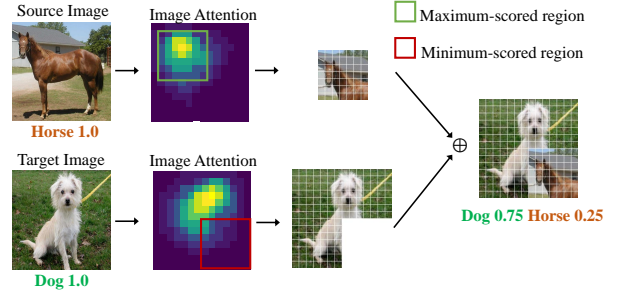 Source Image
Image Attention
Maximum-scored region
Minimum-scored region
Horse 1.0
Target Image
Image Attention
⊕
Dog 0.75 Horse 0.25
Dog 1.0